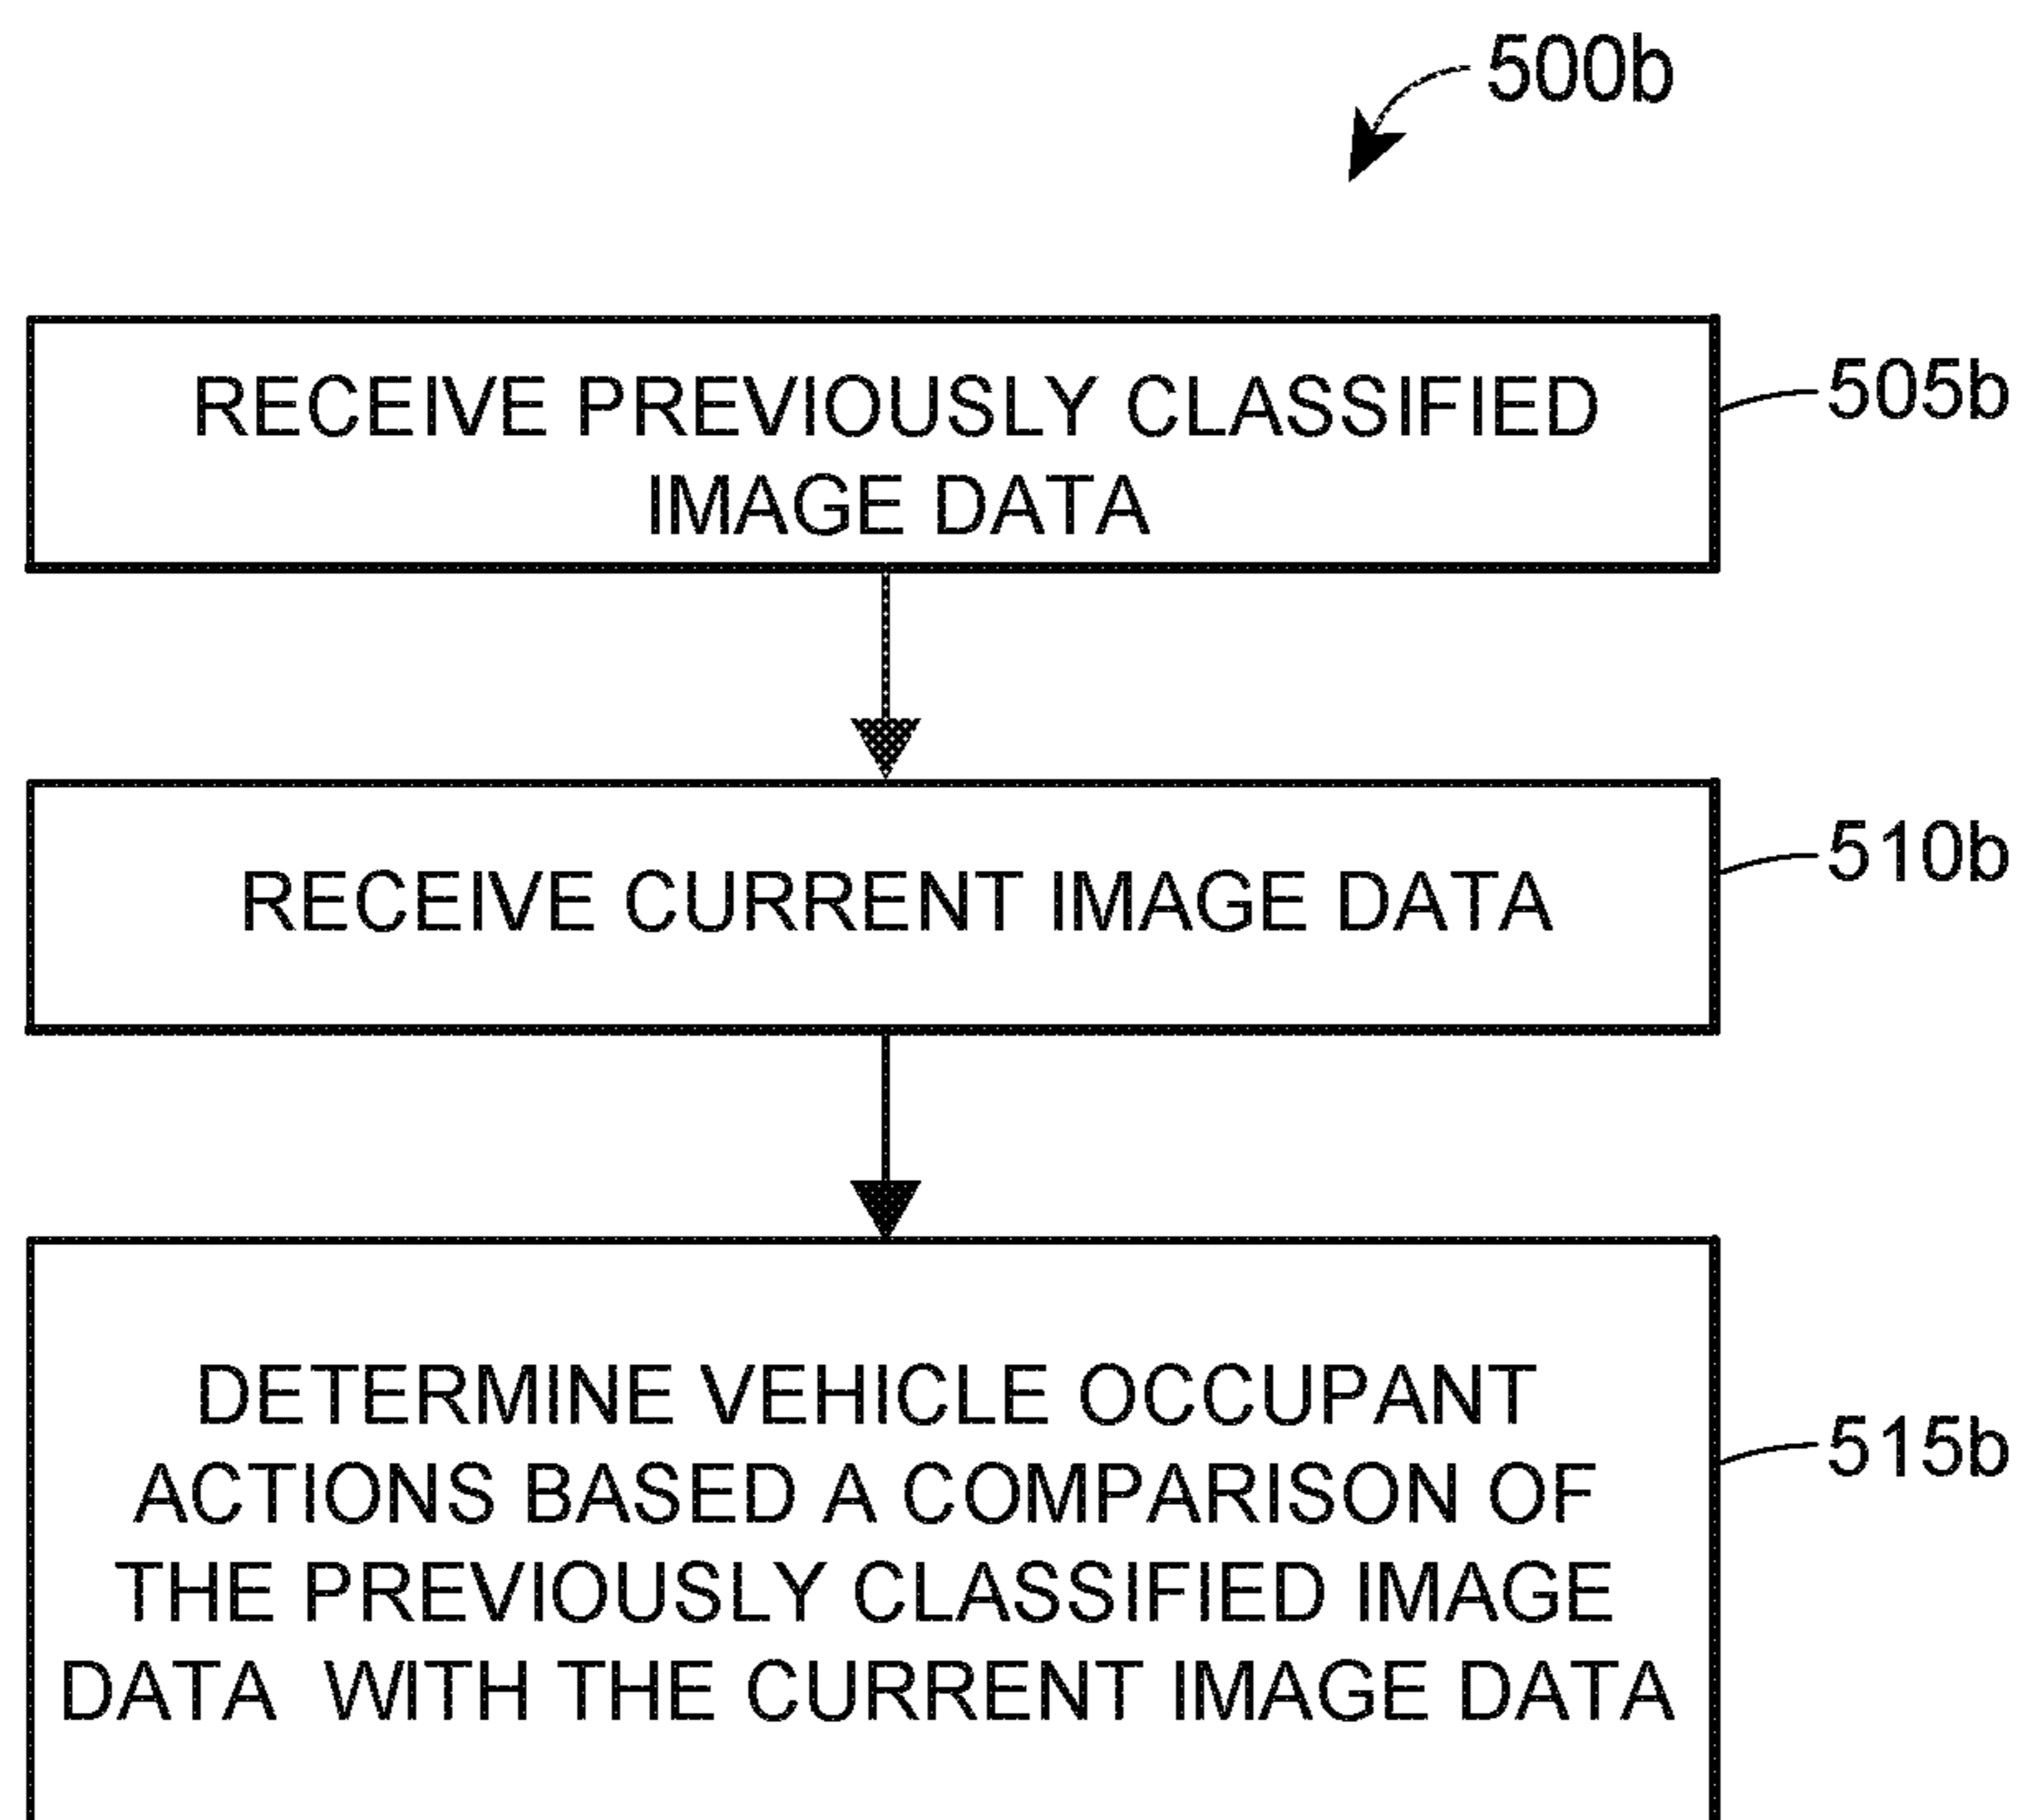 500b
RECEIVE PREVIOUSLY CLASSIFIED
IMAGE DATA
505b
RECEIVE CURRENT IMAGE DATA
510b
DETERMINE VEHICLE OCCUPANT
ACTIONS BASED A COMPARISON OF
THE PREVIOUSLY CLASSIFIED IMAGE
DATA  WITH THE CURRENT IMAGE DATA
515b